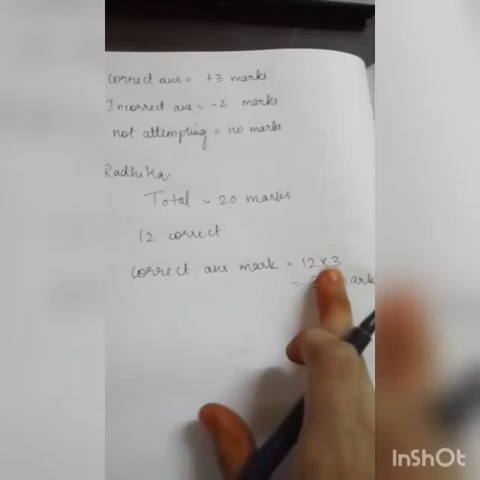 correct ans = +3 marks
Incorrect ans = -2 marks
not attempting = no marks
Radhika
Total = 20 marks
12 correct
correct ans mark = 12 × 3
=
InShOt